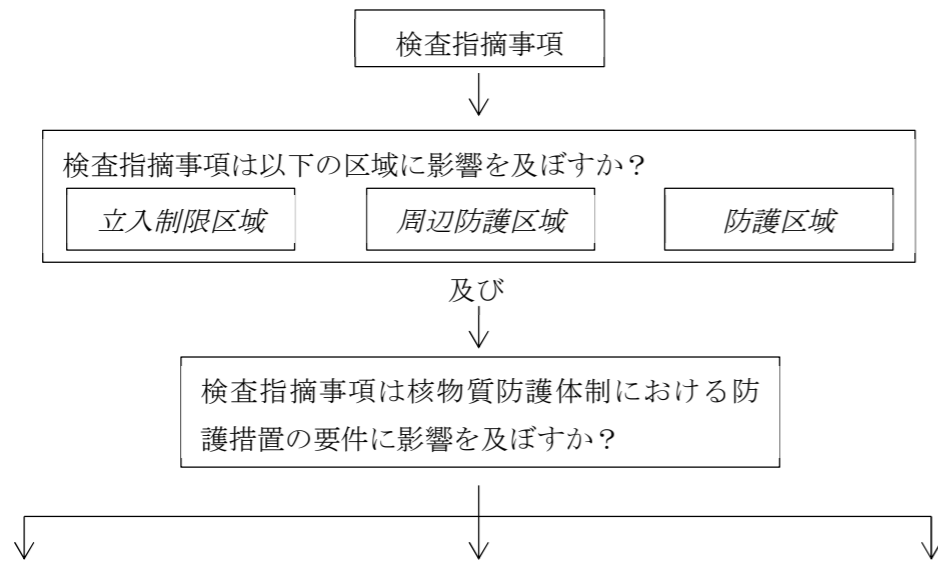 検査指摘事項
検査指摘事項は以下の区域に影響を及ぼすか？
立入制限区域 周辺防護区域 防護区域
及び
検査指摘事項は核物質防護体制における防
護措置の要件に影響を及ぼすか？